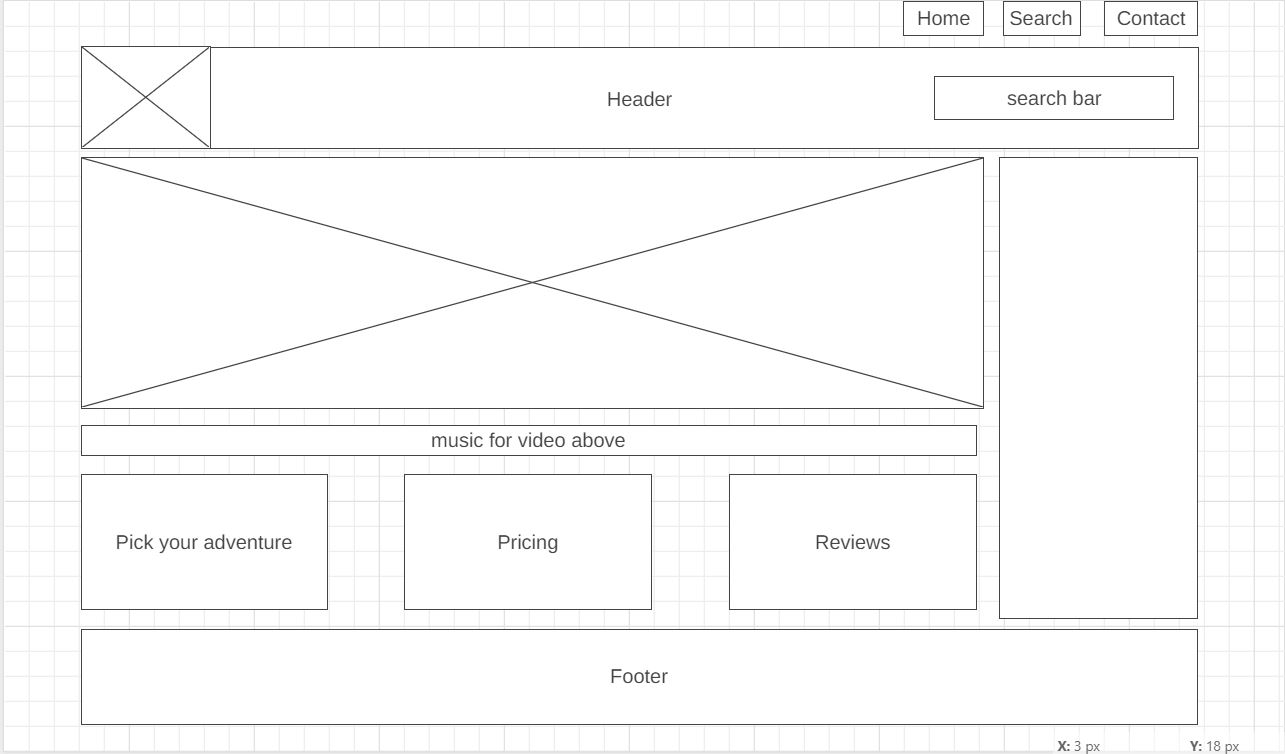 Home
Search
Contact
Header
search bar
music for video above
Pick your adventure
Pricing
Reviews
Footer
X: 3 px
Y: 18 px